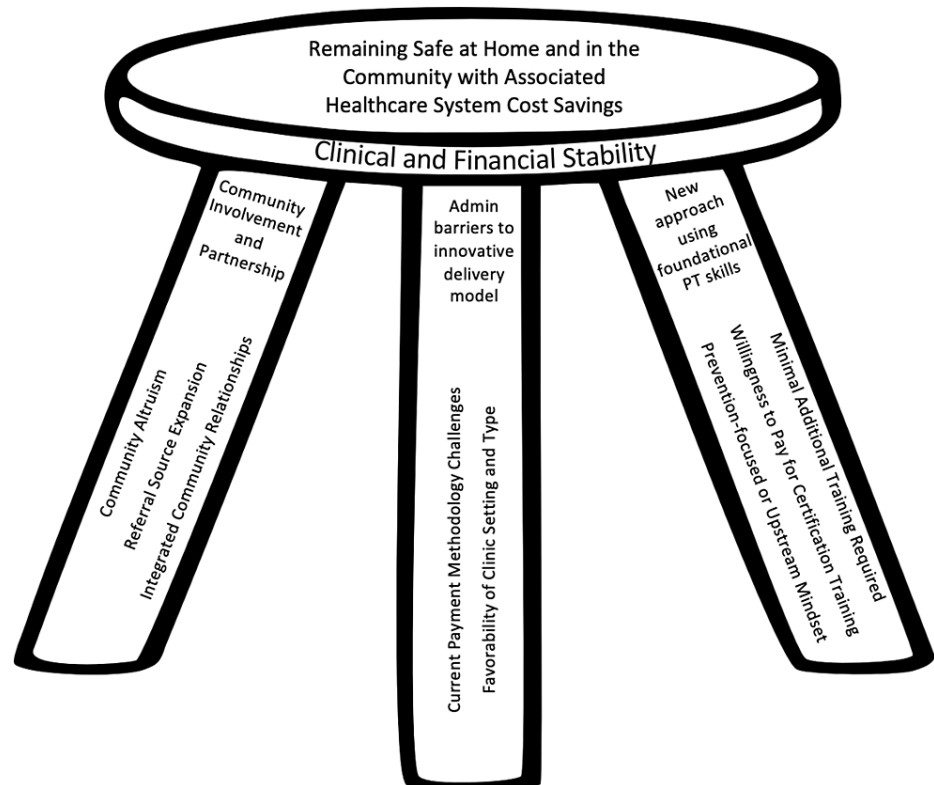 Remaining Safe at Home and in the
Community with Associated
Healthcare System Cost Savings
Clinical and Financial Stability
Community
Involvement
and
Partnership
Community Altruism
Referral Source Expansion
Integrated Community Relationships
Admin
barriers to
innovative
delivery
model
Current Payment Methodology Challenges
Favorability of Clinic Setting and Type
New
approach
using
foundational
PT skills
Minimal Additional Training Required
Willingness to Pay for Certification Training
Prevention-focused or Upstream Mindset